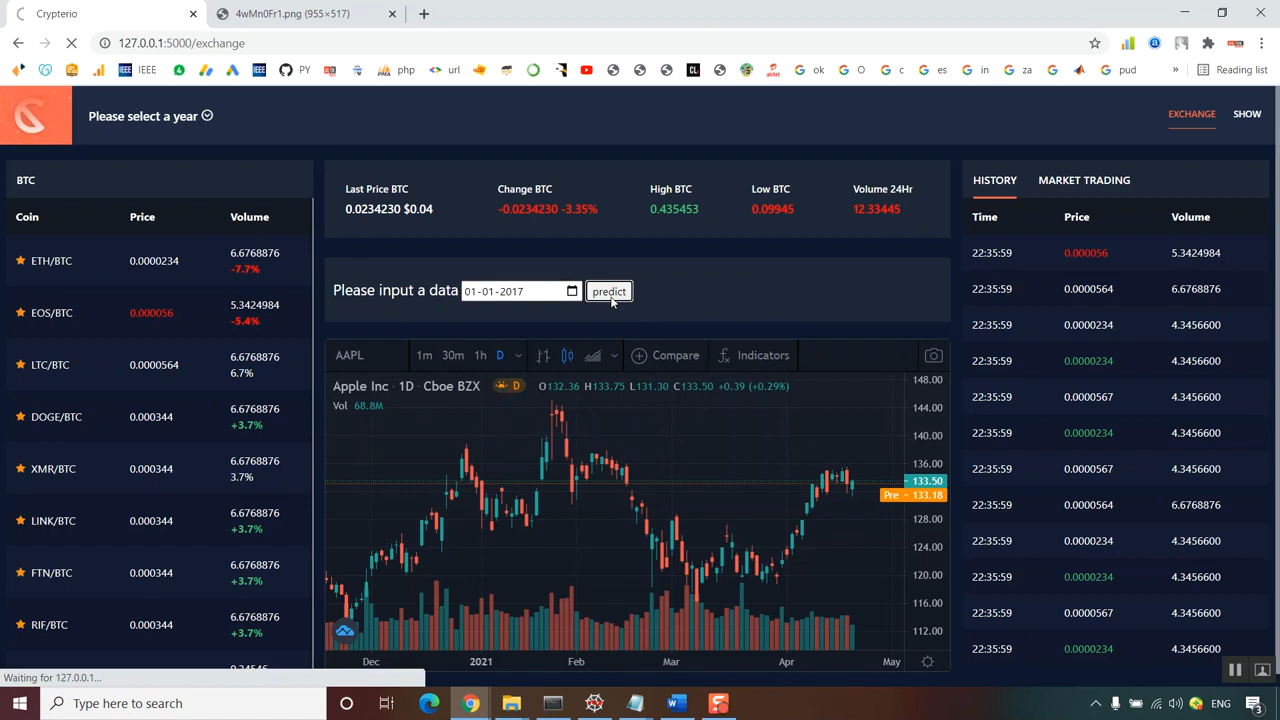 Crypterio
4wMn0Fr1.png (955×517)
127.0.0.1:5000/exchange
IEEE
PY
php
url
ok
O
c
es
in
za
pud
»
Reading list
Please select a year
EXCHANGE
SHOW
BTC
Coin Price Volume
ETH/BTC 0.0000234 6.6768876
-7.7%
EOS/BTC 0.000056 5.3424984
-5.4%
LTC/BTC 0.0000564 6.6768876
6.7%
DOGE/BTC 0.000344 6.6768876
+3.7%
XMR/BTC 0.000344 6.6768876
3.7%
LINK/BTC 0.000344 6.6768876
+3.7%
FTN/BTC 0.000344 6.6768876
+3.7%
RIF/BTC 0.000344 6.6768876
+3.7%
Last Price BTC Change BTC High BTC Low BTC Volume 24Hr
0.0234230 $0.04 -0.0234230 -3.35% 0.435453 0.09945 12.33445
Please input a data 01-01-2017 predict
AAPL 1m 30m 1h D Compare Indicators
Apple Inc · 1D · Cboe BZX D O132.36 H133.75 L131.30 C133.50 +0.39 (+0.29%)
Vol 68.8M
148.00
144.00
140.00
136.00
133.50
Pre − 133.18
128.00
124.00
120.00
116.00
112.00
Dec 2021 Feb Mar Apr May
HISTORY MARKET TRADING
Time Price Volume
22:35:59 0.000056 5.3424984
22:35:59 0.0000564 6.6768876
22:35:59 0.0000234 4.3456600
22:35:59 0.0000234 4.3456600
22:35:59 0.0000567 4.3456600
22:35:59 0.0000234 4.3456600
22:35:59 0.0000567 4.3456600
22:35:59 0.0000564 6.6768876
22:35:59 0.0000234 4.3456600
22:35:59 0.0000234 4.3456600
22:35:59 0.0000567 4.3456600
22:35:59 0.0000234 4.3456600
Waiting for 127.0.0.1...
Type here to search
ENG
3